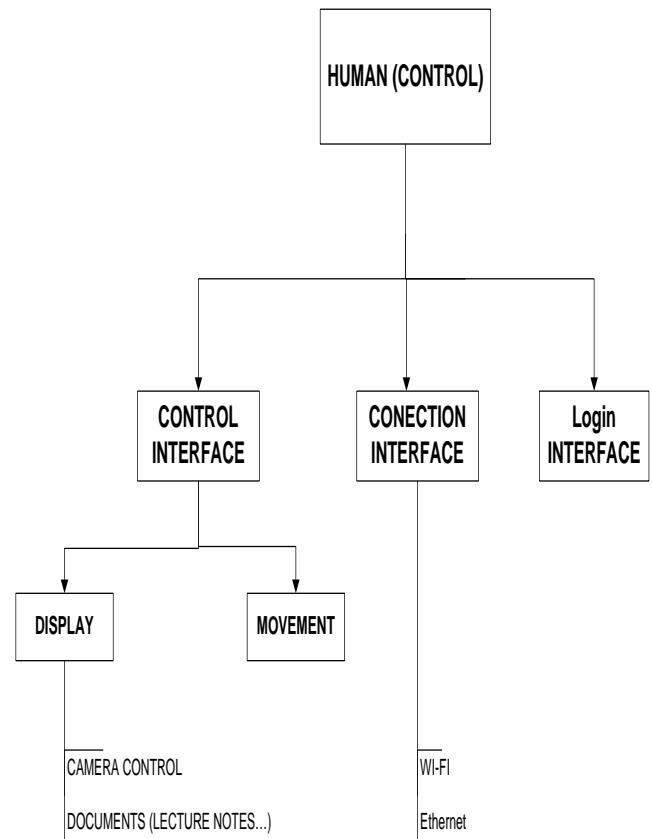 HUMAN (CONTROL)
CONTROL
INTERFACE
CONECTION
INTERFACE
Login
INTERFACE
DISPLAY
MOVEMENT
CAMERA CONTROL
WI-FI
DOCUMENTS (LECTURE NOTES...)
Ethernet